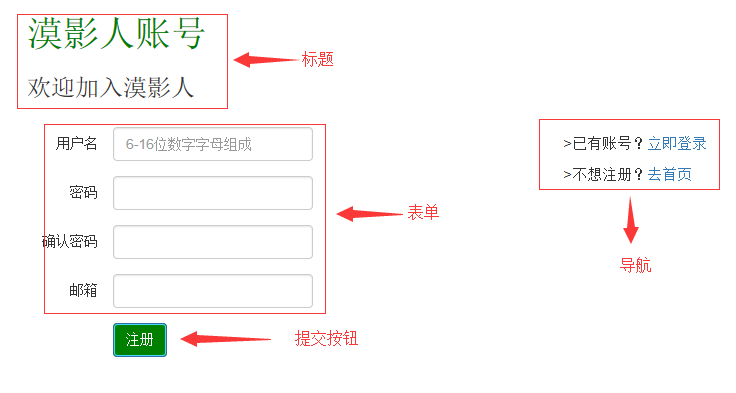 漠影人账号
标题
欢迎加入漠影人
用户名
6-16位数字字母组成
>已有账号？立即登录
>不想注册？去首页
密码
表单
确认密码
导航
邮箱
注册
提交按钮